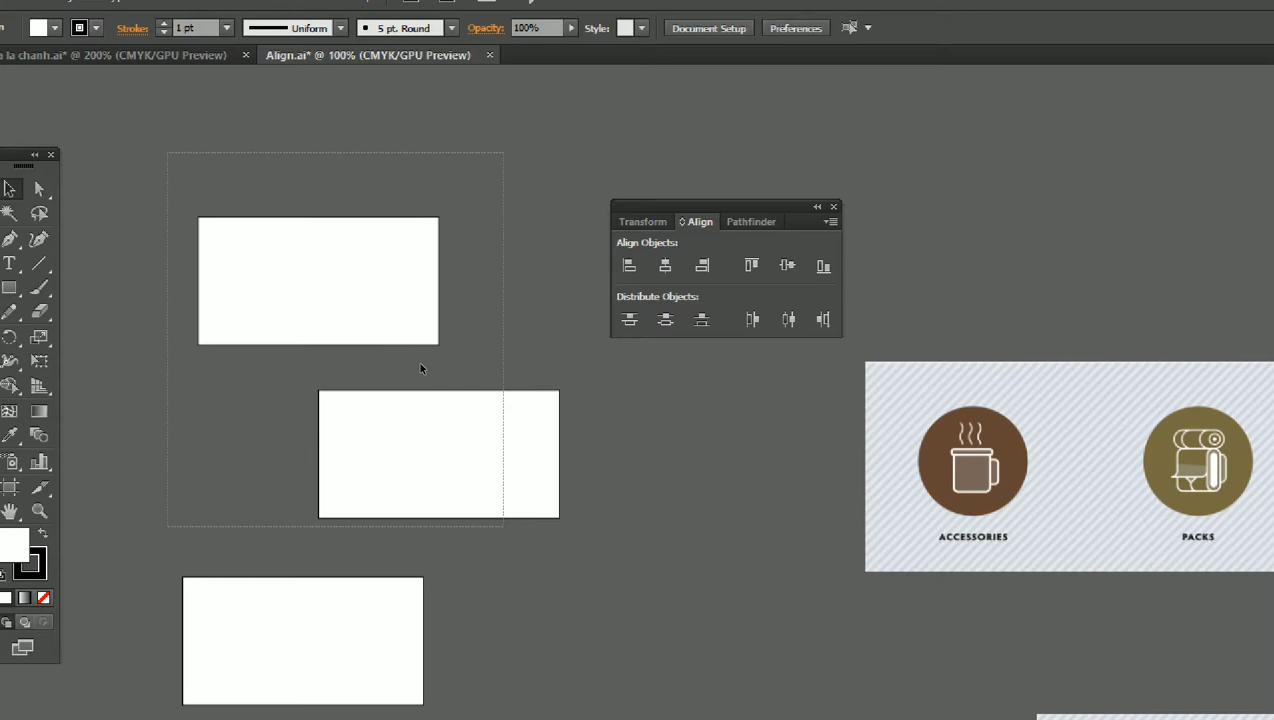 Stroke: 1 pt Uniform 5 pt. Round Opacity: 100% Style: Document Setup Preferences
a la chanh.ai* @ 200% (CMYK/GPU Preview) × Align.ai* @ 100% (CMYK/GPU Preview) ×
Transform Align Pathfinder
Align Objects:
Distribute Objects:
ACCESSORIES PACKS